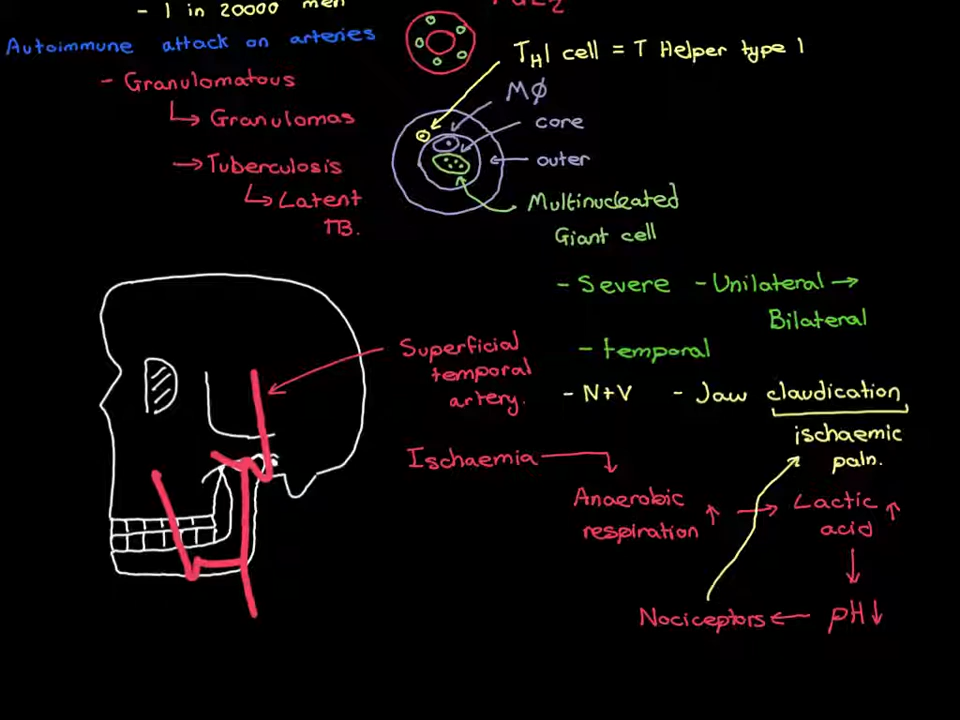 - 1 in 20000 men
Autoimmune attack on arteries
- Granulomatous
Granulomas
→ Tuberculosis
Latent
TB.
TH1 cell = T Helper type 1
MØ
core
outer
Multinucleated
Giant cell
- Severe - Unilateral →
Bilateral
- temporal
- N+V - Jaw claudication
ischaemic
pain.
Superficial
temporal
artery.
Ischaemia
Anaerobic
respiration ↑
Lactic ↑
acid
pH ↓
Nociceptors